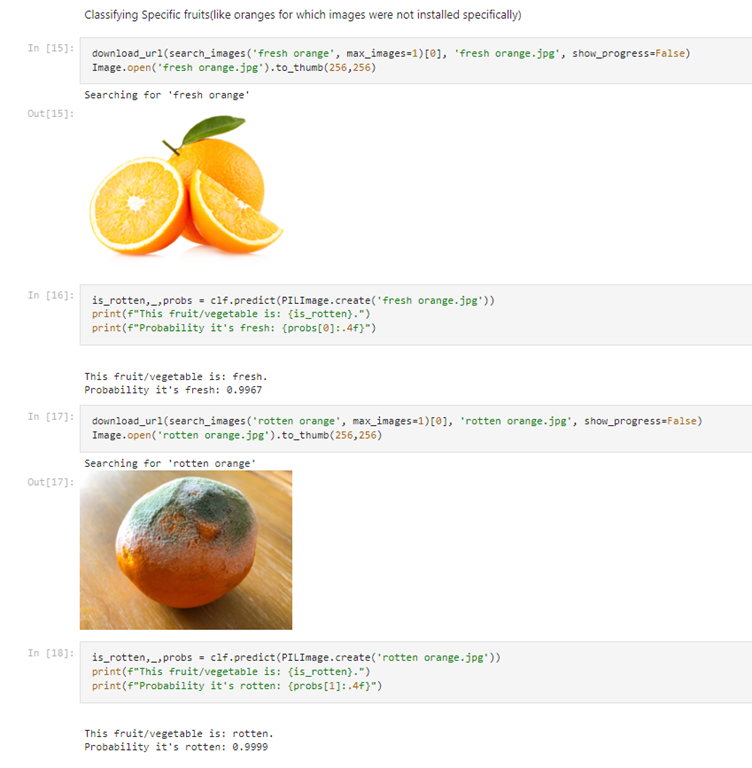 Classifying Specific fruits(like oranges for which images were not installed specifically)
In [15]:
download_url(search_images('fresh orange', max_images=1)[0], 'fresh orange.jpg', show_progress=False)
Image.open('fresh orange.jpg').to_thumb(256,256)
Searching for 'fresh orange'
Out[15]:
In [16]:
is_rotten,_,probs = clf.predict(PILImage.create('fresh orange.jpg'))
print(f"This fruit/vegetable is: {is_rotten}.")
print(f"Probability it's fresh: {probs[0]:.4f}")
This fruit/vegetable is: fresh.
Probability it's fresh: 0.9967
In [17]:
download_url(search_images('rotten orange', max_images=1)[0], 'rotten orange.jpg', show_progress=False)
Image.open('rotten orange.jpg').to_thumb(256,256)
Searching for 'rotten orange'
Out[17]:
In [18]:
is_rotten,_,probs = clf.predict(PILImage.create('rotten orange.jpg'))
print(f"This fruit/vegetable is: {is_rotten}.")
print(f"Probability it's rotten: {probs[1]:.4f}")
This fruit/vegetable is: rotten.
Probability it's rotten: 0.9999